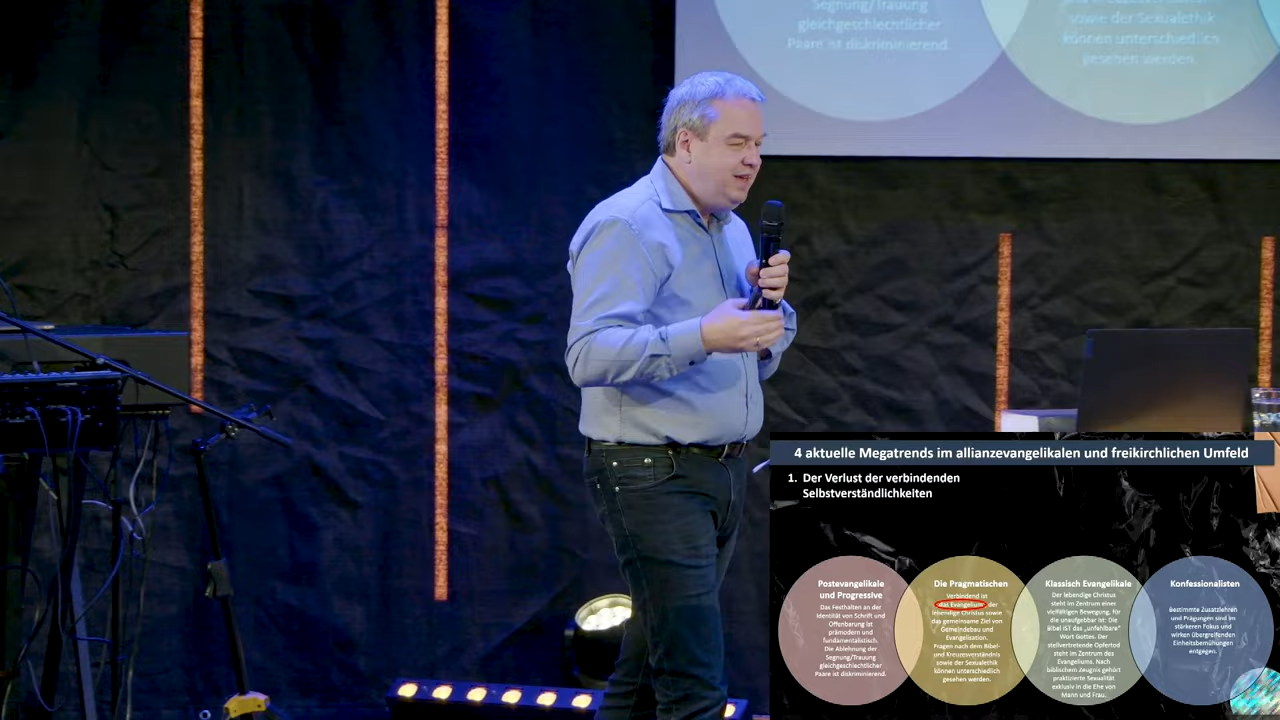 Segnung/Trauung
gleichgeschlechtlicher
Paare ist diskriminierend.
sowie der Sexualethik
können unterschiedlich
gesehen werden.
4 aktuelle Megatrends im allianzevangelikalen und freikirchlichen Umfeld
1. Der Verlust der verbindenden
Selbstverständlichkeiten
Postevangelikale
und Progressive
Das Festhalten an der
Identität von Schrift und
Offenbarung ist
prämodern und
fundamentalistisch.
Die Ablehnung der
Segnung/Trauung
gleichgeschlechtlicher
Paare ist diskriminierend.
Die Pragmatischen
Verbindend ist
das Evangelium, der
lebendige Christus sowie
das gemeinsame Ziel von
Gemeindebau und
Evangelisation.
Fragen nach dem Bibel-
und Kreuzesverständnis
sowie der Sexualethik
können unterschiedlich
gesehen werden.
Klassisch Evangelikale
Der lebendige Christus
steht im Zentrum einer
vielfältigen Bewegung, für
die unaufgebbar ist: Die
Bibel IST das „unfehlbare“
Wort Gottes. Der
stellvertretende Opfertod
steht im Zentrum des
Evangeliums. Nach
biblischem Zeugnis gehört
praktizierte Sexualität
exklusiv in die Ehe von
Mann und Frau.
Konfessionalisten
Bestimmte Zusatzlehren
und Prägungen sind im
stärkeren Fokus und
wirken übergreifenden
Einheitsbemühungen
entgegen.